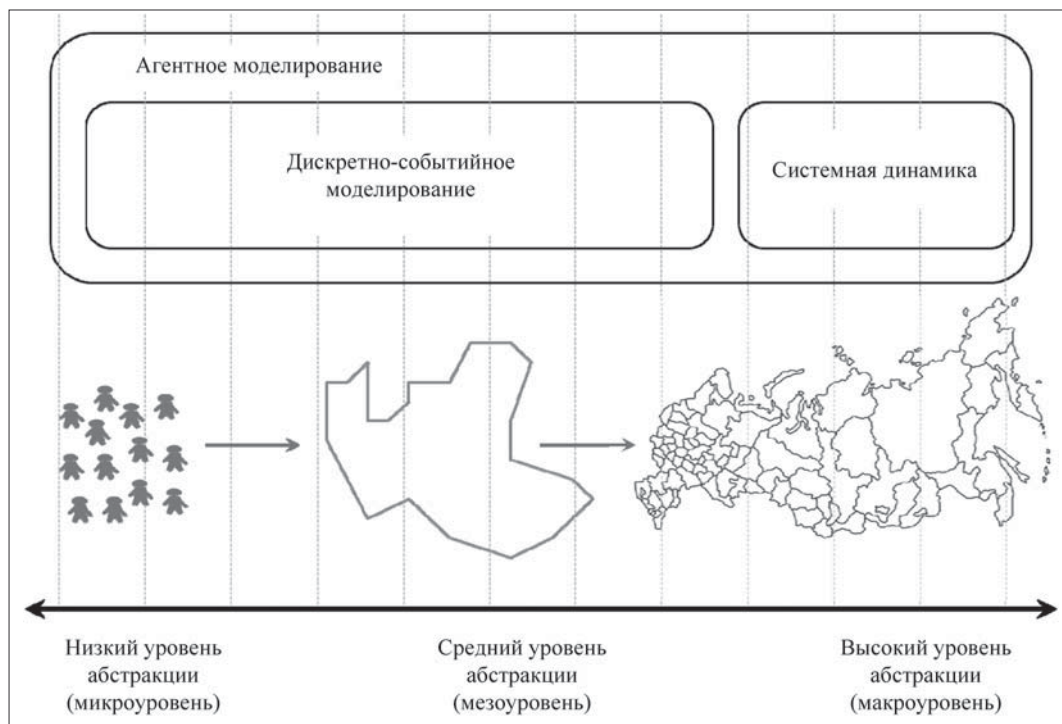 Агентное моделирование
Дискретно-событийное
моделирование
Системная динамика
Низкий уровень
абстракции
(микроуровень)
Средний уровень
абстракции
(мезоуровень)
Высокий уровень
абстракции
(макроуровень)